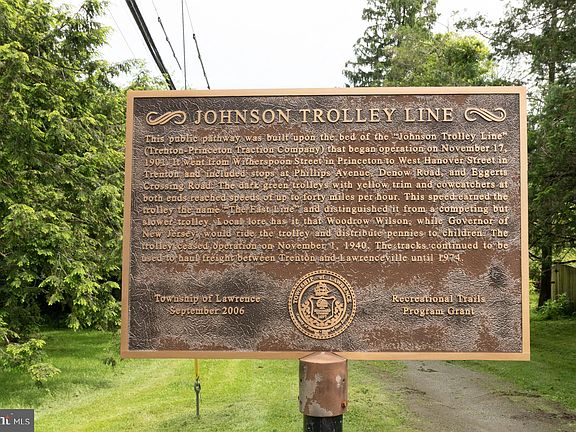 JOHNSON TROLLEY LINE
This public pathway was built upon the bed of the "Johnson Trolley Line"
(Trenton-Princeton Traction Company) that began operation on November 17,
1901. It went from Witherspoon Street in Princeton to West Hanover Street in
Trenton and included stops at Phillips Avenue, Denow Road, and Eggerts
Crossing Road. The dark green trolleys with yellow trim and cowcatchers at
both ends reached speeds of up to forty miles per hour. This speed earned the
trolley the name "The Fast Line" and distinguished it from a competing but
slower trolley. Local lore has it that Woodrow Wilson, while Governor of
New Jersey, would ride the trolley and distribute pennies to children. The
trolley ceased operation on November 1, 1940. The tracks continued to be
used to haul freight between Trenton and Lawrenceville until 1974.
Township of Lawrence
September 2006
Recreational Trails
Program Grant
MLS